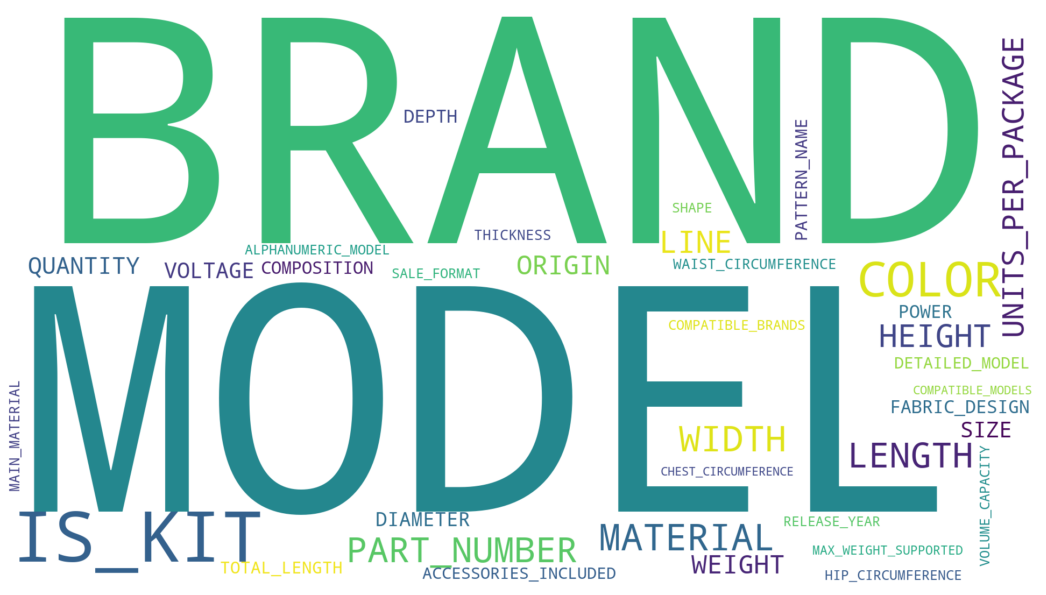 BRAND
UNITS_PER_PACKAGE
DEPTH
PATTERN_NAME
SHAPE
THICKNESS
LINE
ALPHANUMERIC_MODEL
QUANTITY
VOLTAGE
COMPOSITION
SALE_FORMAT
ORIGIN
WAIST_CIRCUMFERENCE
COLOR
MODEL
POWER
COMPATIBLE_BRANDS
HEIGHT
DETAILED_MODEL
COMPATIBLE_MODELS
FABRIC_DESIGN
MAIN_MATERIAL
WIDTH
SIZE
LENGTH
CHEST_CIRCUMFERENCE
VOLUME_CAPACITY
IS_KIT
DIAMETER
RELEASE_YEAR
MATERIAL
PART_NUMBER
MAX_WEIGHT_SUPPORTED
TOTAL_LENGTH
WEIGHT
ACCESSORIES_INCLUDED
HIP_CIRCUMFERENCE